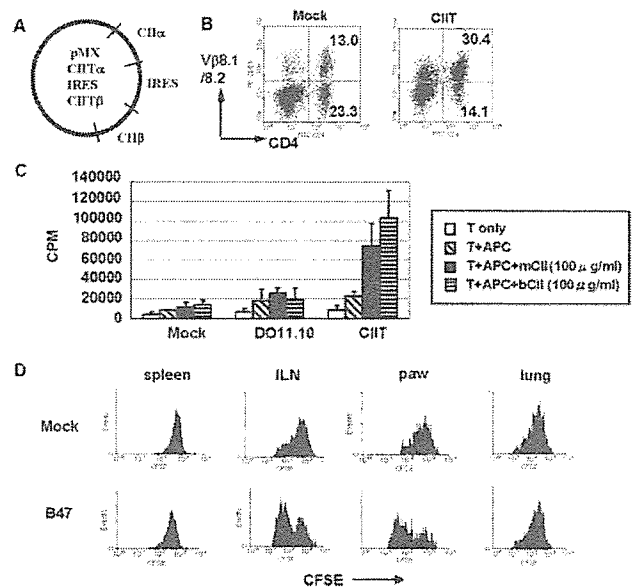 A
pMX
CIITα
IRES
CIITβ
CIIα
IRES
CIIβ
B
Mock
CIIT
Vβ8.1
/8.2
13.0
23.3
30.4
14.1
CD4
C
CPM
140000
120000
100000
80000
60000
40000
20000
0
Mock
DO11.10
CIIT
T only
T+APC
T+APC+mCII(100μg/ml)
T+APC+bCII(100μg/ml)
D
spleen
ILN
paw
lung
Mock
B47
CFSE